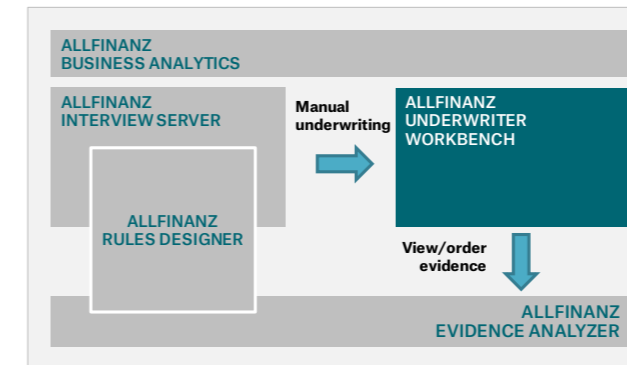 ALLFINANZ
BUSINESS ANALYTICS
ALLFINANZ
INTERVIEW SERVER
Manual
underwriting
ALLFINANZ
UNDERWRITER
WORKBENCH
ALLFINANZ
RULES DESIGNER
View/order
evidence
ALLFINANZ
EVIDENCE ANALYZER